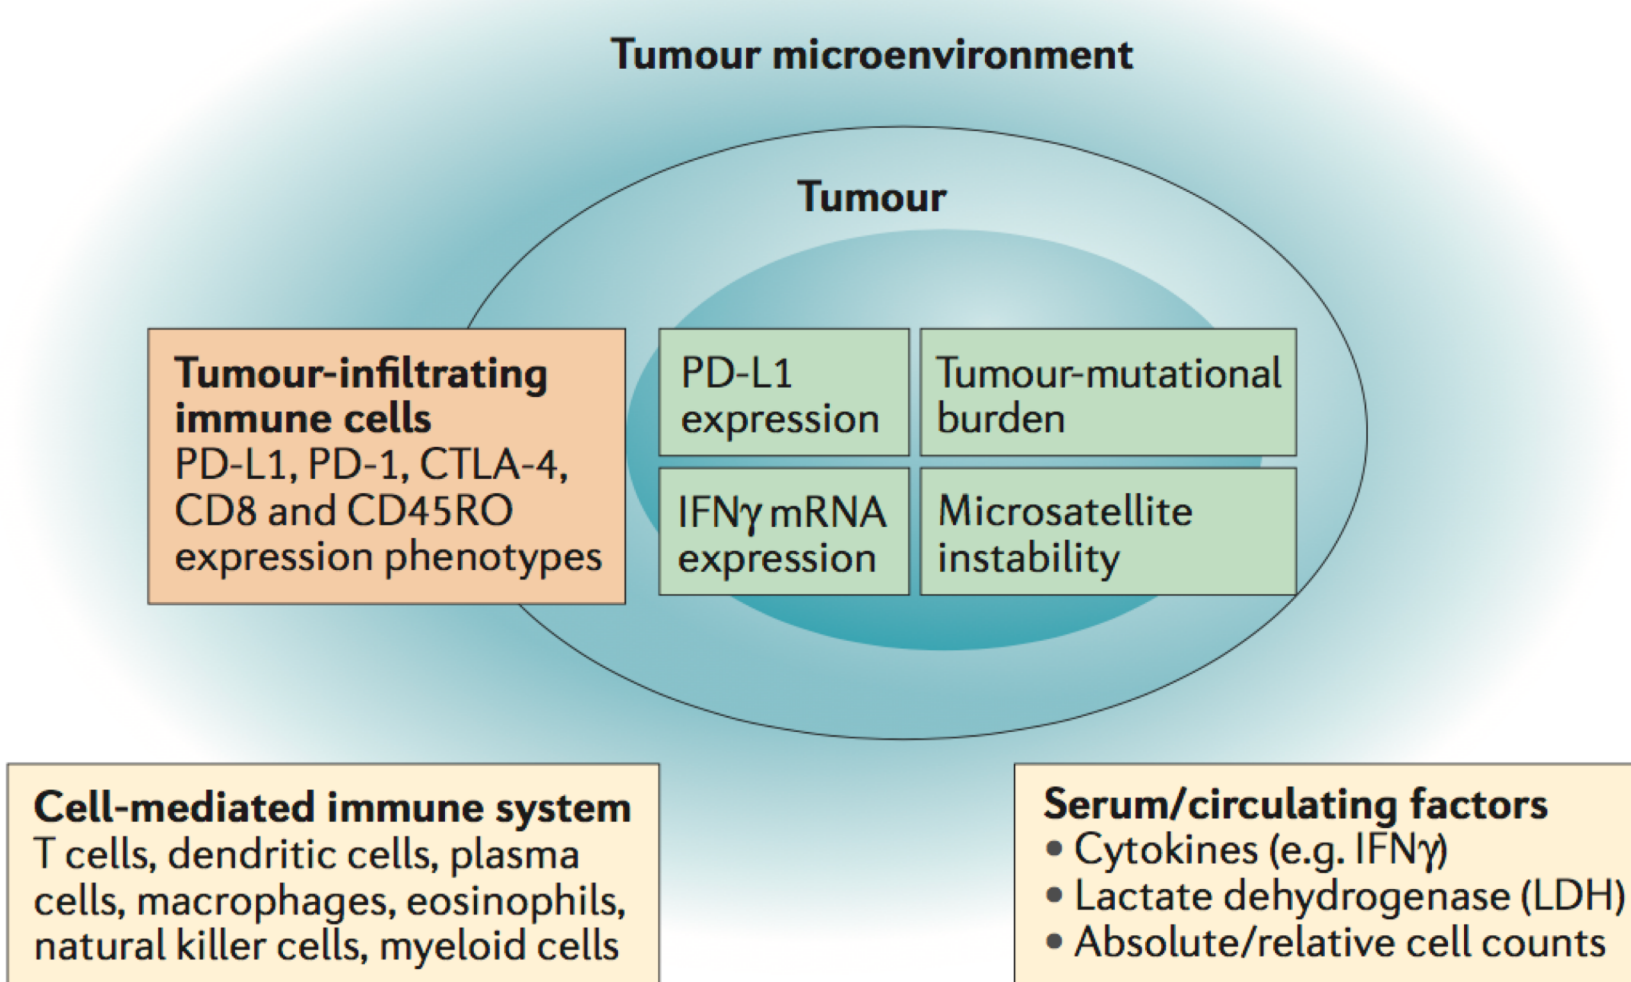 Tumour microenvironment
Tumour
Tumour-infiltrating
immune cells
PD-L1, PD-1, CTLA-4,
CD8 and CD45RO
expression phenotypes
PD-L1
expression
Tumour-mutational
burden
IFNγ mRNA
expression
Microsatellite
instability
Cell-mediated immune system
T cells, dendritic cells, plasma
cells, macrophages, eosinophils,
natural killer cells, myeloid cells
Serum/circulating factors
• Cytokines (e.g. IFNγ)
• Lactate dehydrogenase (LDH)
• Absolute/relative cell counts